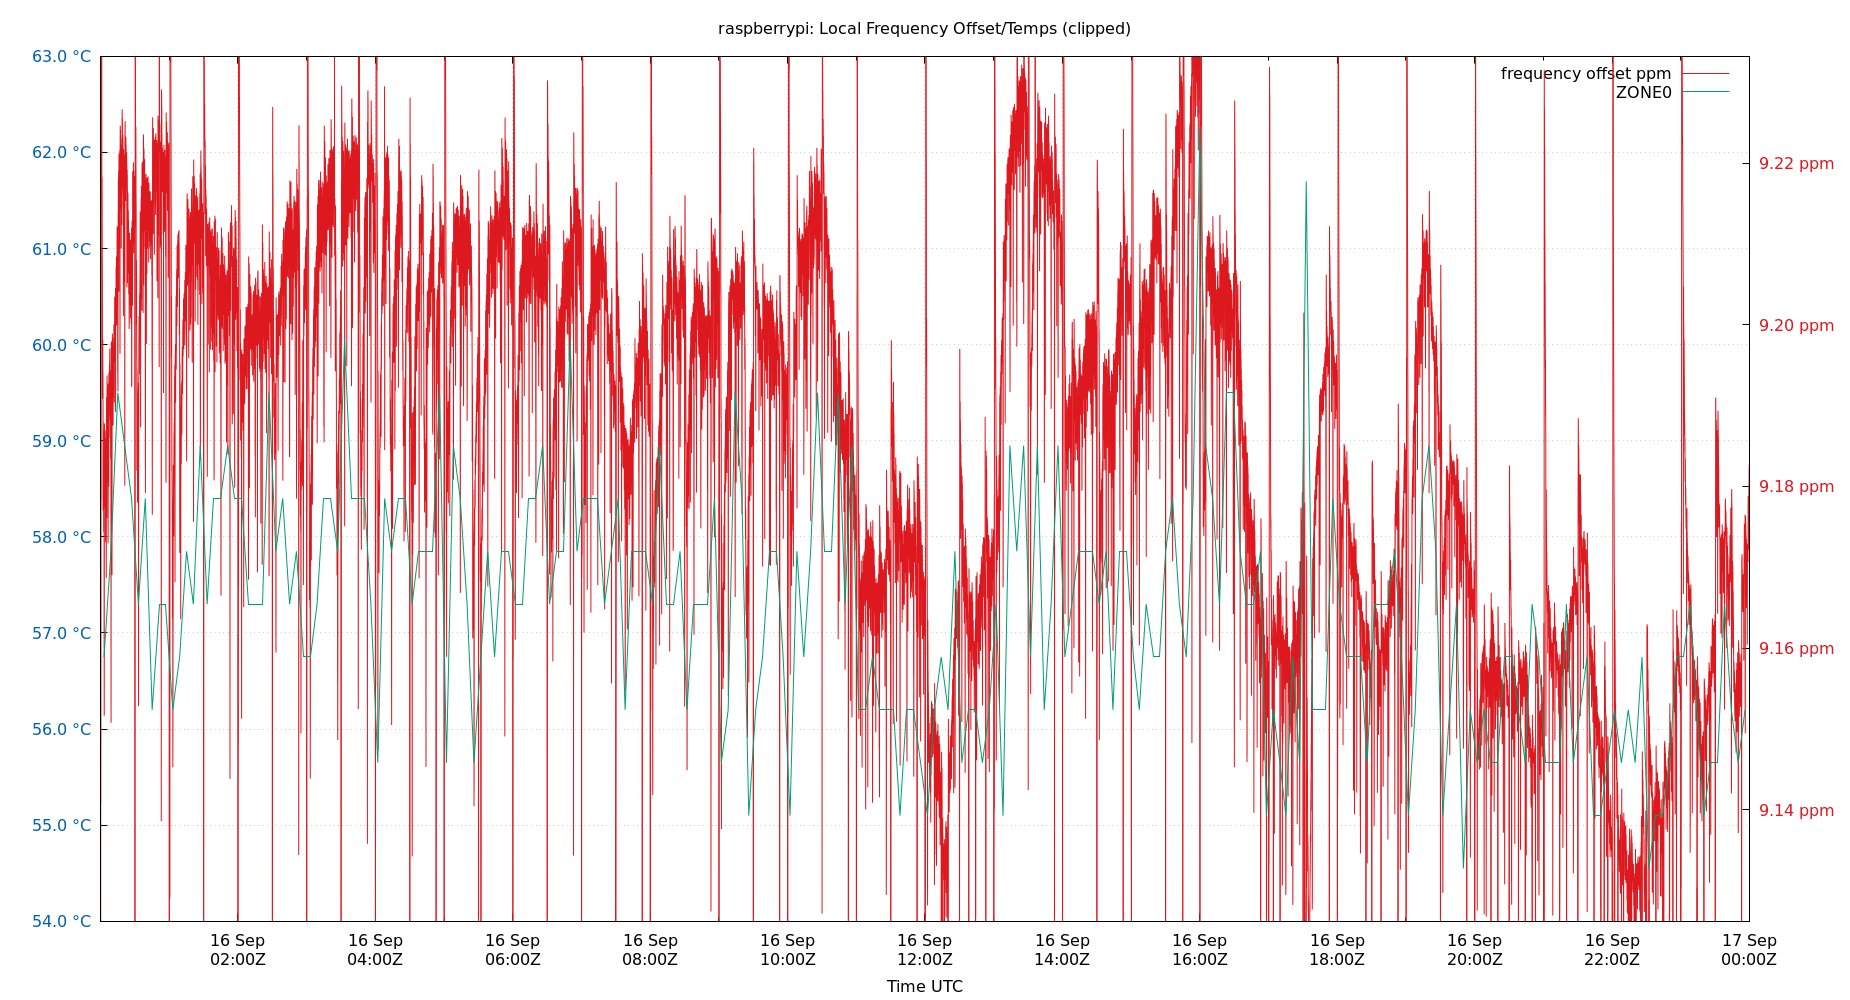 raspberrypi: Local Frequency Offset/Temps (clipped)
63.0 °C
62.0 °C
61.0 °C
60.0 °C
59.0 °C
58.0 °C
57.0 °C
56.0 °C
55.0 °C
54.0 °C
frequency offset ppm
ZONE0
9.22 ppm
9.20 ppm
9.18 ppm
9.16 ppm
9.14 ppm
16 Sep
02:00Z
16 Sep
04:00Z
16 Sep
06:00Z
16 Sep
08:00Z
16 Sep
10:00Z
16 Sep
12:00Z
16 Sep
14:00Z
16 Sep
16:00Z
16 Sep
18:00Z
16 Sep
20:00Z
16 Sep
22:00Z
17 Sep
00:00Z
Time UTC